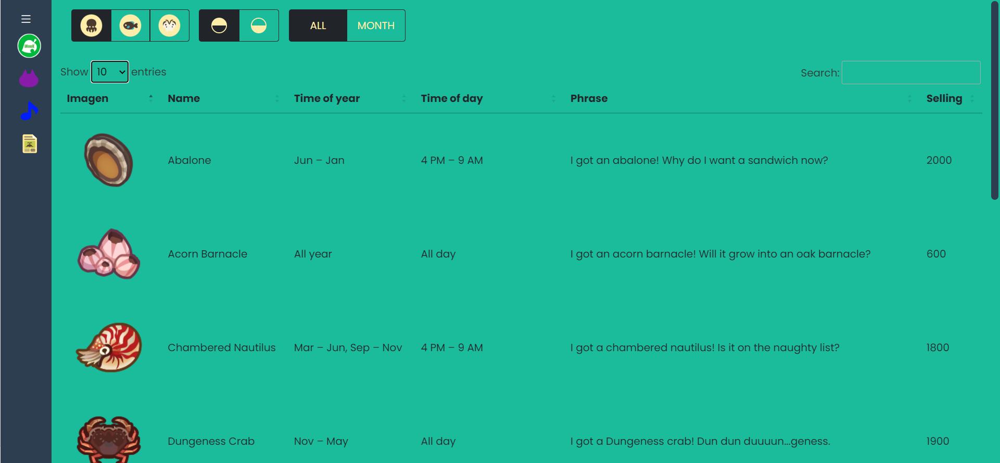 ALL MONTH
iNooK
Show 10 entries
Search:
Imagen Name Time of year Time of day Phrase Selling
Abalone Jun – Jan 4 PM – 9 AM I got an abalone! Why do I want a sandwich now? 2000
Acorn Barnacle All year All day I got an acorn barnacle! Will it grow into an oak barnacle? 600
Chambered Nautilus Mar – Jun, Sep – Nov 4 PM – 9 AM I got a chambered nautilus! Is it on the naughty list? 1800
Dungeness Crab Nov – May All day I got a Dungeness crab! Dun dun duuuun...geness. 1900